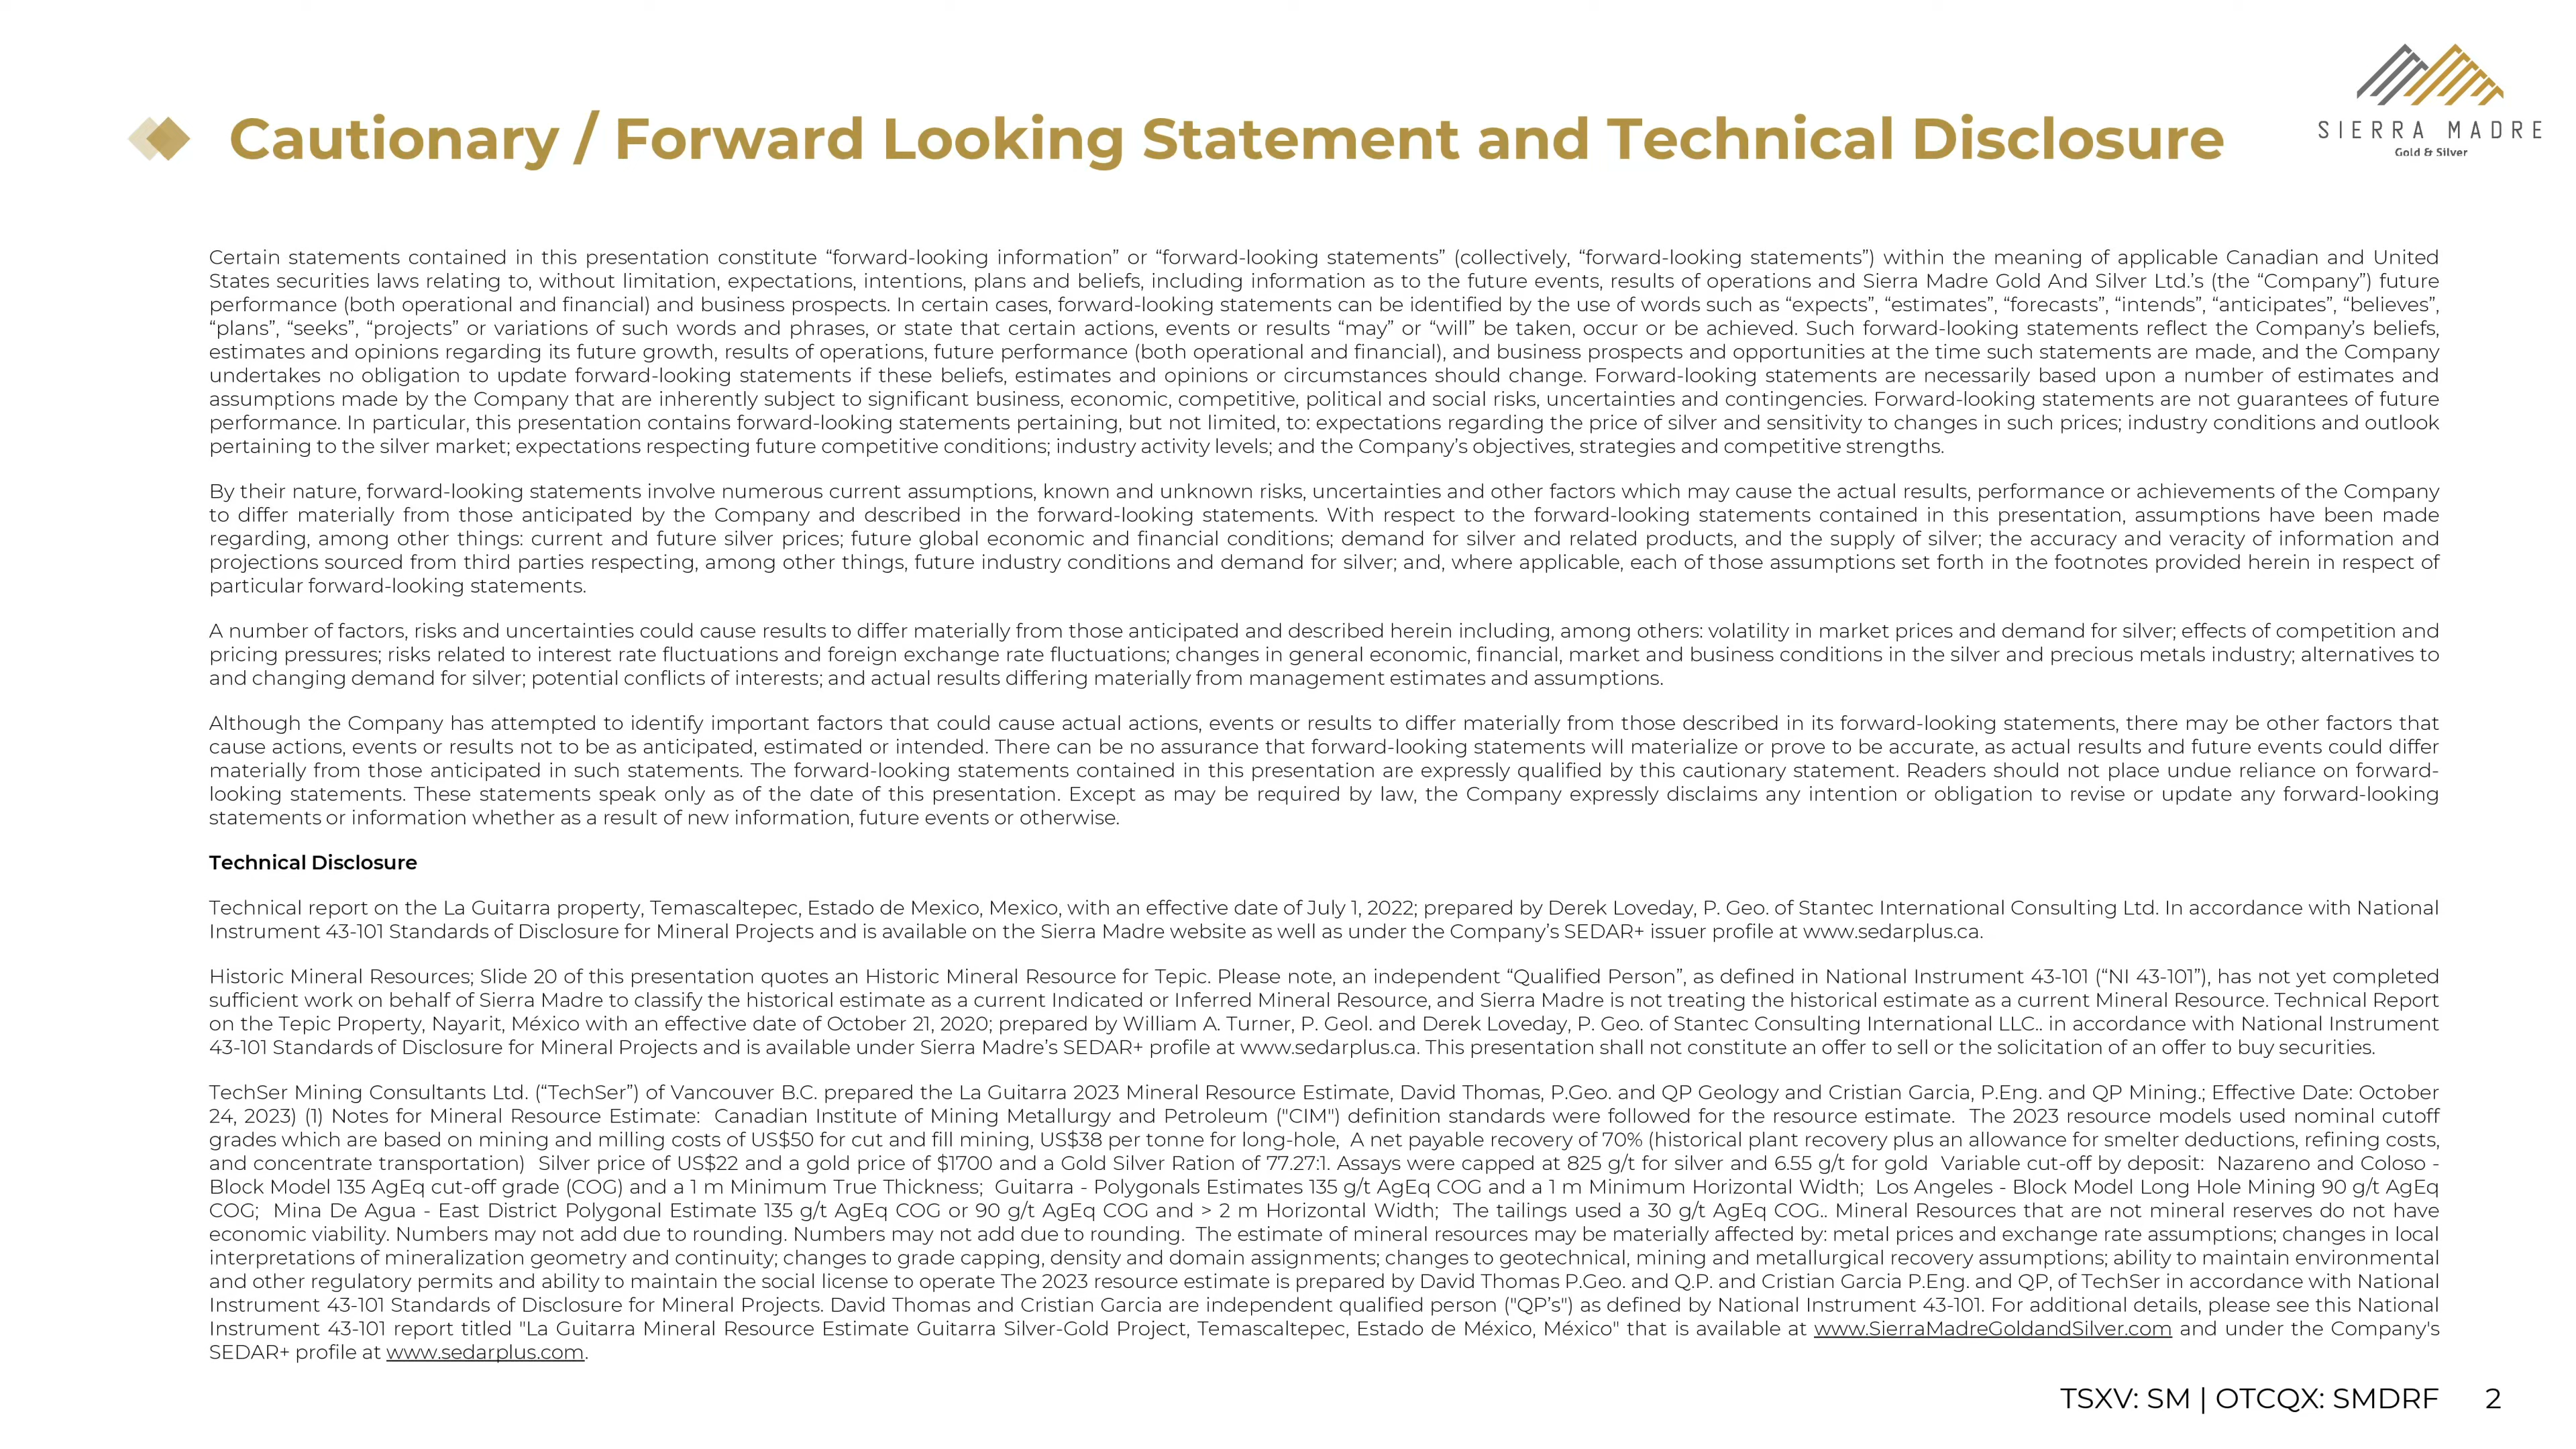 Cautionary / Forward Looking Statement and Technical Disclosure
SIERRA MADRE
Gold & Silver
Certain statements contained in this presentation constitute “forward-looking information” or “forward-looking statements” (collectively, “forward-looking statements”) within the meaning of applicable Canadian and United
States securities laws relating to, without limitation, expectations, intentions, plans and beliefs, including information as to the future events, results of operations and Sierra Madre Gold And Silver Ltd.’s (the “Company”) future
performance (both operational and financial) and business prospects. In certain cases, forward-looking statements can be identified by the use of words such as “expects”, “estimates”, “forecasts”, “intends”, “anticipates”, “believes”,
“plans”, “seeks”, “projects” or variations of such words and phrases, or state that certain actions, events or results “may” or “will” be taken, occur or be achieved. Such forward-looking statements reflect the Company’s beliefs,
estimates and opinions regarding its future growth, results of operations, future performance (both operational and financial), and business prospects and opportunities at the time such statements are made, and the Company
undertakes no obligation to update forward-looking statements if these beliefs, estimates and opinions or circumstances should change. Forward-looking statements are necessarily based upon a number of estimates and
assumptions made by the Company that are inherently subject to significant business, economic, competitive, political and social risks, uncertainties and contingencies. Forward-looking statements are not guarantees of future
performance. In particular, this presentation contains forward-looking statements pertaining, but not limited, to: expectations regarding the price of silver and sensitivity to changes in such prices; industry conditions and outlook
pertaining to the silver market; expectations respecting future competitive conditions; industry activity levels; and the Company’s objectives, strategies and competitive strengths.
By their nature, forward-looking statements involve numerous current assumptions, known and unknown risks, uncertainties and other factors which may cause the actual results, performance or achievements of the Company
to differ materially from those anticipated by the Company and described in the forward-looking statements. With respect to the forward-looking statements contained in this presentation, assumptions have been made
regarding, among other things: current and future silver prices; future global economic and financial conditions; demand for silver and related products, and the supply of silver; the accuracy and veracity of information and
projections sourced from third parties respecting, among other things, future industry conditions and demand for silver; and, where applicable, each of those assumptions set forth in the footnotes provided herein in respect of
particular forward-looking statements.
A number of factors, risks and uncertainties could cause results to differ materially from those anticipated and described herein including, among others: volatility in market prices and demand for silver; effects of competition and
pricing pressures; risks related to interest rate fluctuations and foreign exchange rate fluctuations; changes in general economic, financial, market and business conditions in the silver and precious metals industry; alternatives to
and changing demand for silver; potential conflicts of interests; and actual results differing materially from management estimates and assumptions.
Although the Company has attempted to identify important factors that could cause actual actions, events or results to differ materially from those described in its forward-looking statements, there may be other factors that
cause actions, events or results not to be as anticipated, estimated or intended. There can be no assurance that forward-looking statements will materialize or prove to be accurate, as actual results and future events could differ
materially from those anticipated in such statements. The forward-looking statements contained in this presentation are expressly qualified by this cautionary statement. Readers should not place undue reliance on forward-
looking statements. These statements speak only as of the date of this presentation. Except as may be required by law, the Company expressly disclaims any intention or obligation to revise or update any forward-looking
statements or information whether as a result of new information, future events or otherwise.
Technical Disclosure
Technical report on the La Guitarra property, Temascaltepec, Estado de Mexico, Mexico, with an effective date of July 1, 2022; prepared by Derek Loveday, P. Geo. of Stantec International Consulting Ltd. In accordance with National
Instrument 43-101 Standards of Disclosure for Mineral Projects and is available on the Sierra Madre website as well as under the Company’s SEDAR+ issuer profile at www.sedarplus.ca.
Historic Mineral Resources; Slide 20 of this presentation quotes an Historic Mineral Resource for Tepic. Please note, an independent “Qualified Person”, as defined in National Instrument 43-101 (“NI 43-101”), has not yet completed
sufficient work on behalf of Sierra Madre to classify the historical estimate as a current Indicated or Inferred Mineral Resource, and Sierra Madre is not treating the historical estimate as a current Mineral Resource. Technical Report
on the Tepic Property, Nayarit, México with an effective date of October 21, 2020; prepared by William A. Turner, P. Geol. and Derek Loveday, P. Geo. of Stantec Consulting International LLC.. in accordance with National Instrument
43-101 Standards of Disclosure for Mineral Projects and is available under Sierra Madre’s SEDAR+ profile at www.sedarplus.ca. This presentation shall not constitute an offer to sell or the solicitation of an offer to buy securities.
TechSer Mining Consultants Ltd. (“TechSer”) of Vancouver B.C. prepared the La Guitarra 2023 Mineral Resource Estimate, David Thomas, P.Geo. and QP Geology and Cristian Garcia, P.Eng. and QP Mining.; Effective Date: October
24, 2023) (1) Notes for Mineral Resource Estimate: Canadian Institute of Mining Metallurgy and Petroleum ("CIM") definition standards were followed for the resource estimate. The 2023 resource models used nominal cutoff
grades which are based on mining and milling costs of US$50 for cut and fill mining, US$38 per tonne for long-hole, A net payable recovery of 70% (historical plant recovery plus an allowance for smelter deductions, refining costs,
and concentrate transportation) Silver price of US$22 and a gold price of $1700 and a Gold Silver Ration of 77.27:1. Assays were capped at 825 g/t for silver and 6.55 g/t for gold Variable cut-off by deposit: Nazareno and Coloso -
Block Model 135 AgEq cut-off grade (COG) and a 1 m Minimum True Thickness; Guitarra - Polygonals Estimates 135 g/t AgEq COG and a 1 m Minimum Horizontal Width; Los Angeles - Block Model Long Hole Mining 90 g/t AgEq
COG; Mina De Agua - East District Polygonal Estimate 135 g/t AgEq COG or 90 g/t AgEq COG and > 2 m Horizontal Width; The tailings used a 30 g/t AgEq COG.. Mineral Resources that are not mineral reserves do not have
economic viability. Numbers may not add due to rounding. Numbers may not add due to rounding. The estimate of mineral resources may be materially affected by: metal prices and exchange rate assumptions; changes in local
interpretations of mineralization geometry and continuity; changes to grade capping, density and domain assignments; changes to geotechnical, mining and metallurgical recovery assumptions; ability to maintain environmental
and other regulatory permits and ability to maintain the social license to operate The 2023 resource estimate is prepared by David Thomas P.Geo. and Q.P. and Cristian Garcia P.Eng. and QP, of TechSer in accordance with National
Instrument 43-101 Standards of Disclosure for Mineral Projects. David Thomas and Cristian Garcia are independent qualified person ("QP’s") as defined by National Instrument 43-101. For additional details, please see this National
Instrument 43-101 report titled "La Guitarra Mineral Resource Estimate Guitarra Silver-Gold Project, Temascaltepec, Estado de México, México" that is available at www.SierraMadreGoldandSilver.com and under the Company's
SEDAR+ profile at www.sedarplus.com.
TSXV: SM | OTCQX: SMDRF 2